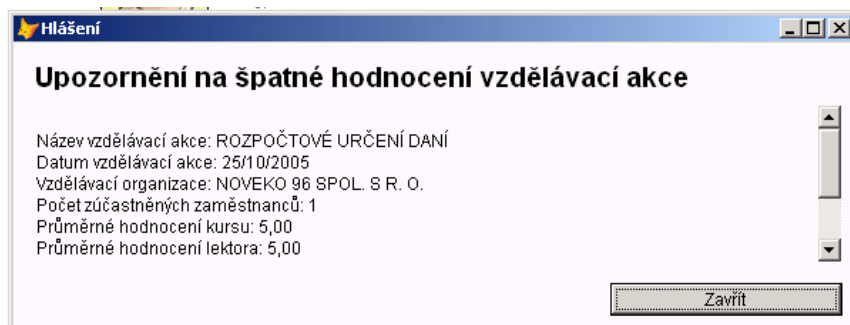 Hlášení
Upozornění na špatné hodnocení vzdělávací akce
Název vzdělávací akce: ROZPOČTOVÉ URČENÍ DANÍ
Datum vzdělávací akce: 25/10/2005
Vzdělávací organizace: NOVEKO 96 SPOL. S R. O.
Počet zúčastněných zaměstnanců: 1
Průměrné hodnocení kursu: 5,00
Průměrné hodnocení lektora: 5,00
Zavřít